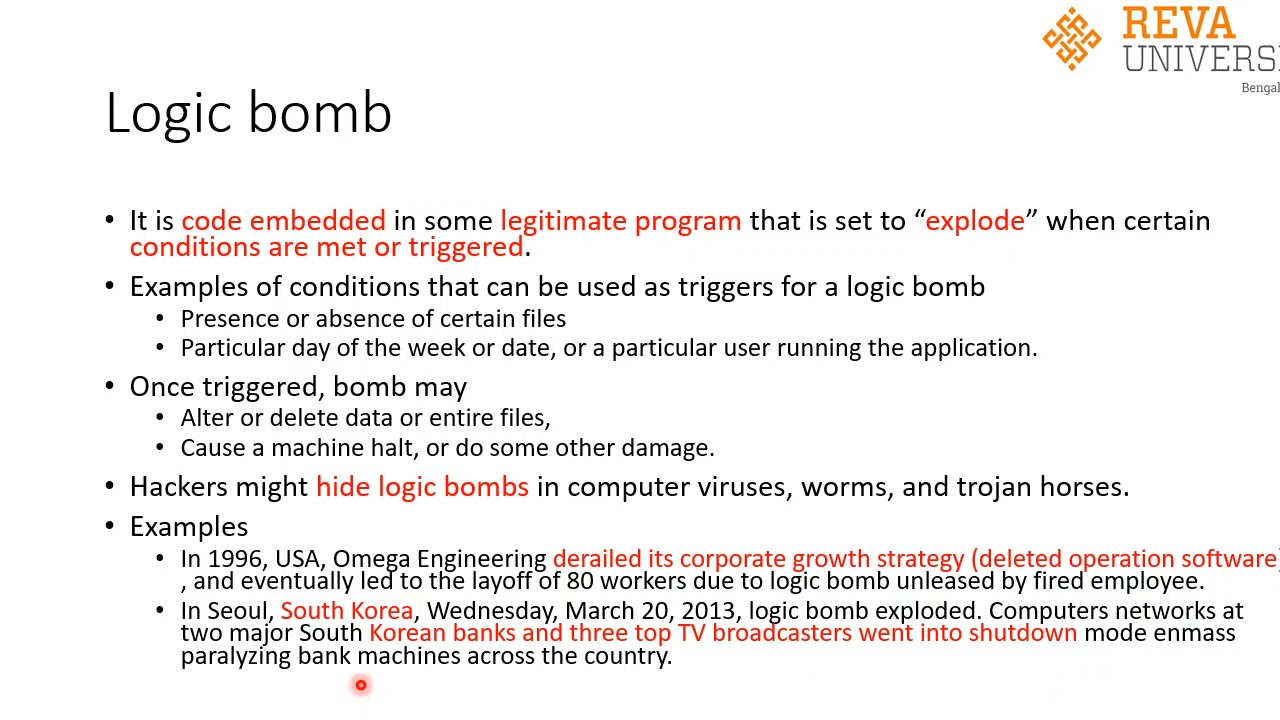 REVA
UNIVERSI
Bengal
Logic bomb
• It is code embedded in some legitimate program that is set to “explode” when certain
conditions are met or triggered.
• Examples of conditions that can be used as triggers for a logic bomb
• Presence or absence of certain files
• Particular day of the week or date, or a particular user running the application.
• Once triggered, bomb may
• Alter or delete data or entire files,
• Cause a machine halt, or do some other damage.
• Hackers might hide logic bombs in computer viruses, worms, and trojan horses.
• Examples
• In 1996, USA, Omega Engineering derailed its corporate growth strategy (deleted operation software)
, and eventually led to the layoff of 80 workers due to logic bomb unleased by fired employee.
• In Seoul, South Korea, Wednesday, March 20, 2013, logic bomb exploded. Computers networks at
two major South Korean banks and three top TV broadcasters went into shutdown mode enmass
paralyzing bank machines across the country.